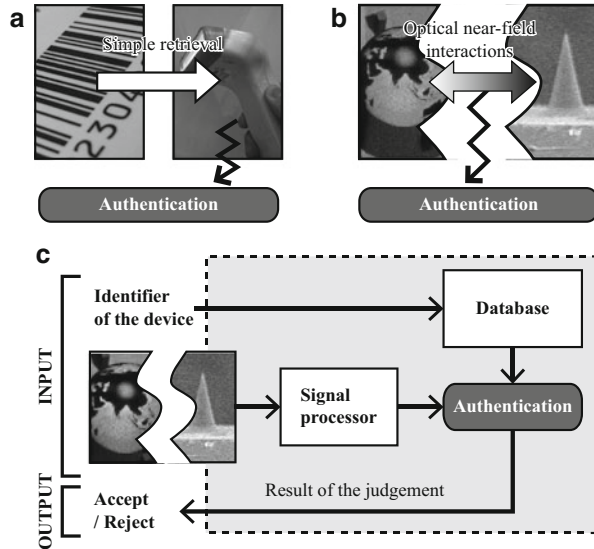 a
Simple retrieval
2304
Authentication
b
Optical near-field
interactions
Authentication
c
INPUT
Identifier
of the device
Database
Signal
processor
Authentication
Result of the judgement
OUTPUT
Accept
/ Reject